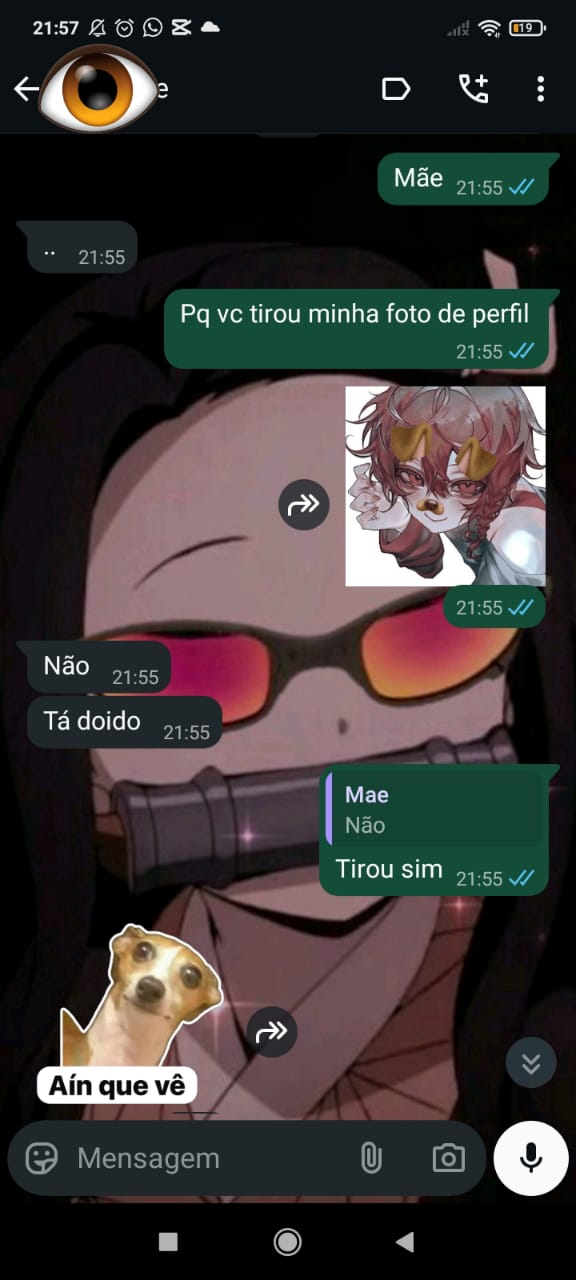 21:57
19
e
Mãe 21:55
.. 21:55
Pq vc tirou minha foto de perfil
21:55
21:55
Não 21:55
Tá doido 21:55
Mae
Não
Tirou sim 21:55
Aín que vê
Mensagem